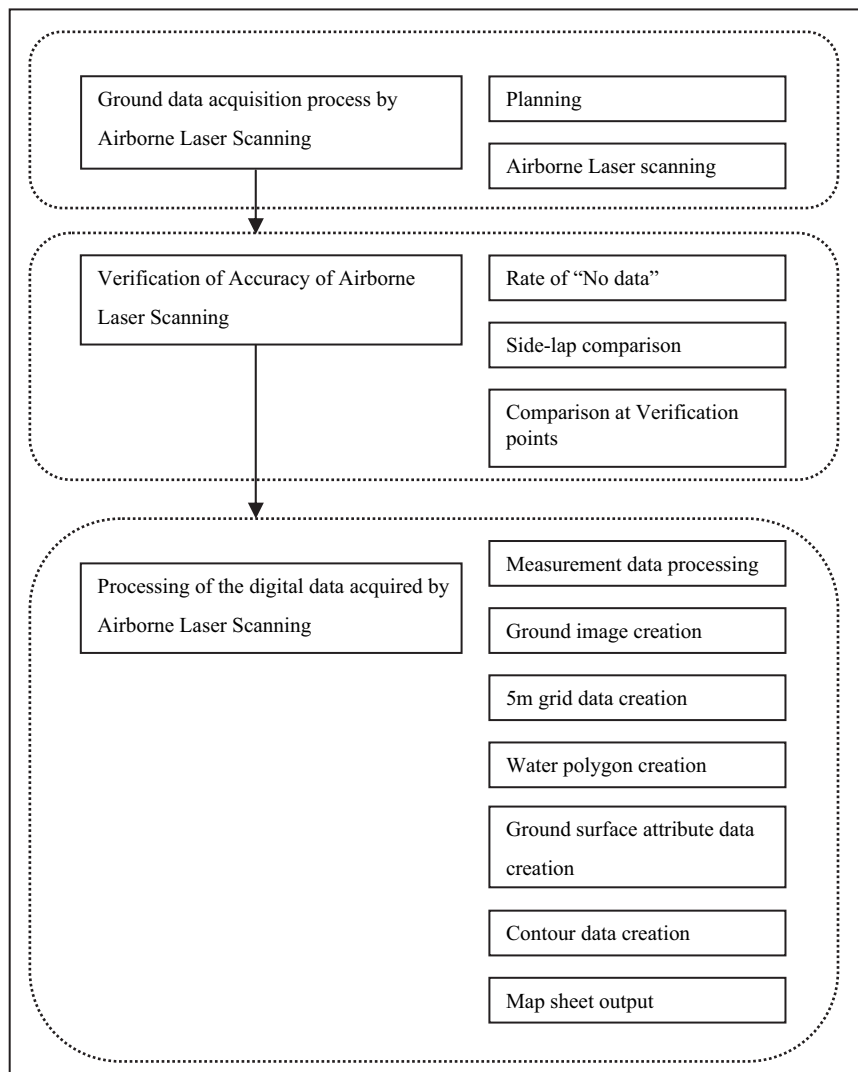 Ground data acquisition process by
Airborne Laser Scanning
Planning
Airborne Laser scanning
Verification of Accuracy of Airborne
Laser Scanning
Rate of “No data”
Side-lap comparison
Comparison at Verification
points
Processing of the digital data acquired by
Airborne Laser Scanning
Measurement data processing
Ground image creation
5m grid data creation
Water polygon creation
Ground surface attribute data
creation
Contour data creation
Map sheet output